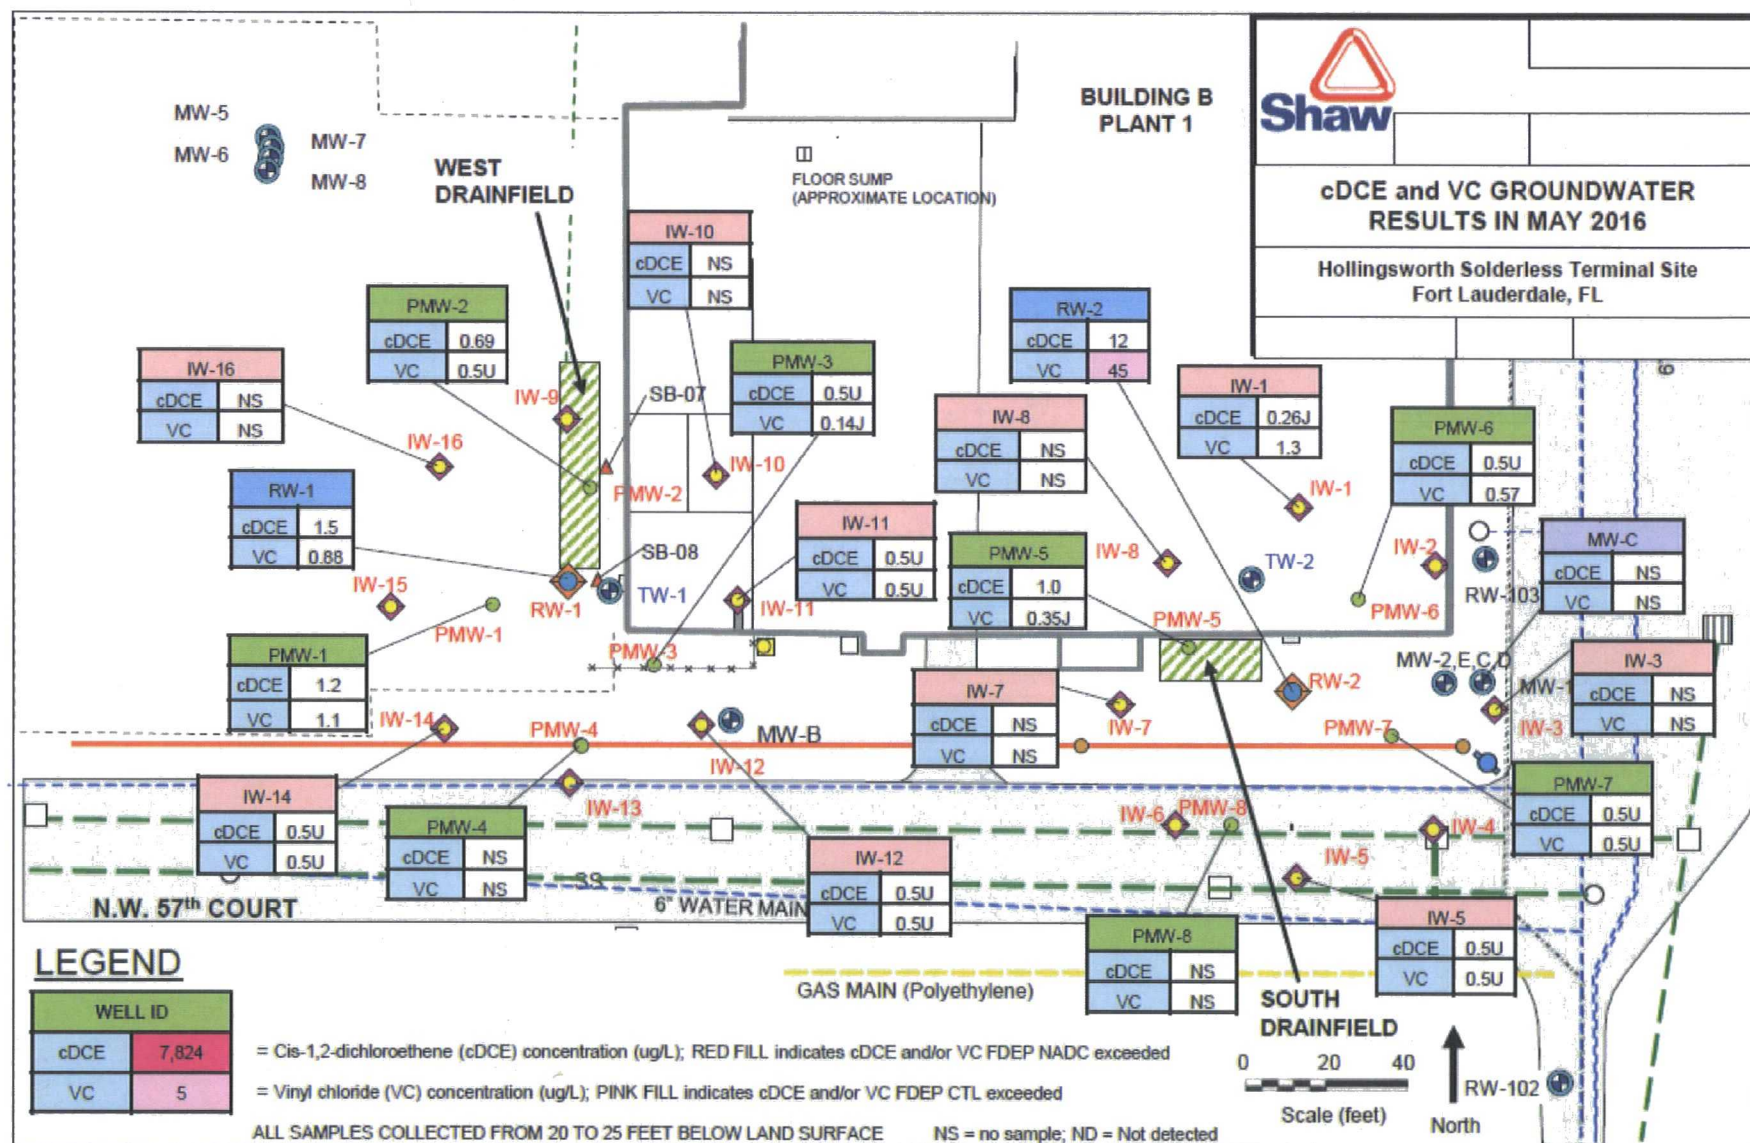 Shaw
cDCE and VC GROUNDWATER
RESULTS IN MAY 2016
Hollingsworth Solderless Terminal Site
Fort Lauderdale, FL
BUILDING B
PLANT 1
MW-5
MW-6
MW-7
MW-8
WEST
DRAINFIELD
FLOOR SUMP
(APPROXIMATE LOCATION)
IW-10
cDCE NS
VC NS
PMW-2
cDCE 0.69
VC 0.5U
RW-2
cDCE 12
VC 45
PMW-3
cDCE 0.5U
VC 0.14J
IW-16
cDCE NS
VC NS
IW-1
cDCE 0.26J
VC 1.3
IW-8
cDCE NS
VC NS
PMW-6
cDCE 0.5U
VC 0.57
6"
IW-9
SB-07
IW-16
IW-10
PMW-2
IW-1
RW-1
cDCE 1.5
VC 0.88
IW-11
cDCE 0.5U
VC 0.5U
PMW-5
cDCE 1.0
VC 0.35J
MW-C
cDCE NS
VC NS
SB-08
IW-8
TW-2
IW-2
RW-103
IW-15
RW-1
TW-1
IW-11
PMW-6
PMW-1
PMW-5
PMW-3
PMW-1
cDCE 1.2
VC 1.1
IW-3
cDCE NS
VC NS
MW-2,E,C,D
MW-1
IW-7
cDCE NS
VC NS
RW-2
IW-14
PMW-4
MW-B
IW-7
PMW-7
IW-3
IW-12
IW-14
cDCE 0.5U
VC 0.5U
PMW-4
cDCE NS
VC NS
IW-13
IW-6
PMW-8
IW-4
PMW-7
cDCE 0.5U
VC 0.5U
IW-12
cDCE 0.5U
VC 0.5U
IW-5
SS
N.W. 57th COURT
6" WATER MAIN
IW-5
cDCE 0.5U
VC 0.5U
PMW-8
cDCE NS
VC NS
GAS MAIN (Polyethylene)
SOUTH
DRAINFIELD
LEGEND
WELL ID
cDCE 7,824 = Cis-1,2-dichloroethene (cDCE) concentration (ug/L); RED FILL indicates cDCE and/or VC FDEP NADC exceeded
VC 5 = Vinyl chloride (VC) concentration (ug/L); PINK FILL indicates cDCE and/or VC FDEP CTL exceeded
ALL SAMPLES COLLECTED FROM 20 TO 25 FEET BELOW LAND SURFACE NS = no sample; ND = Not detected
0 20 40
Scale (feet)
North
RW-102